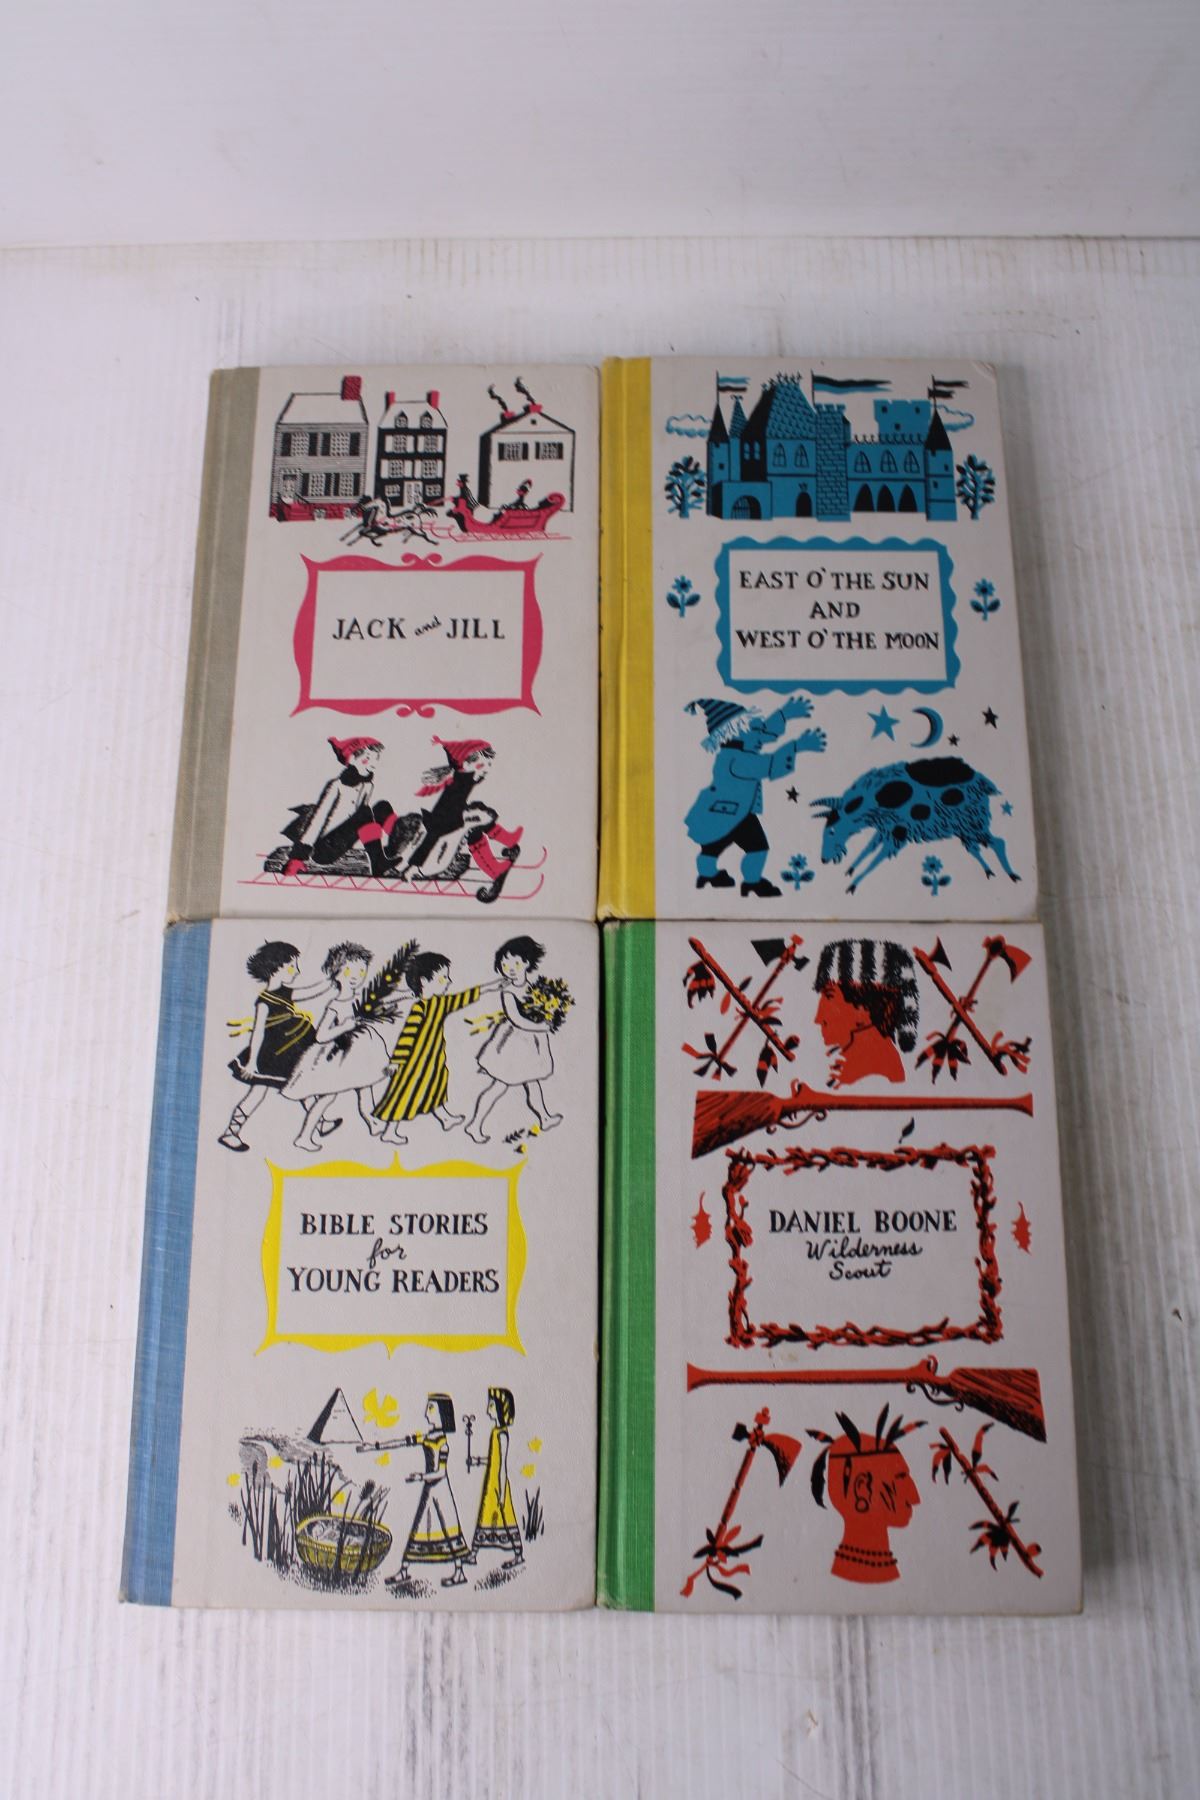 JACK and JILL
EAST O' THE SUN
AND
WEST O' THE MOON
BIBLE STORIES
for
YOUNG READERS
DANIEL BOONE
Wilderness
Scout